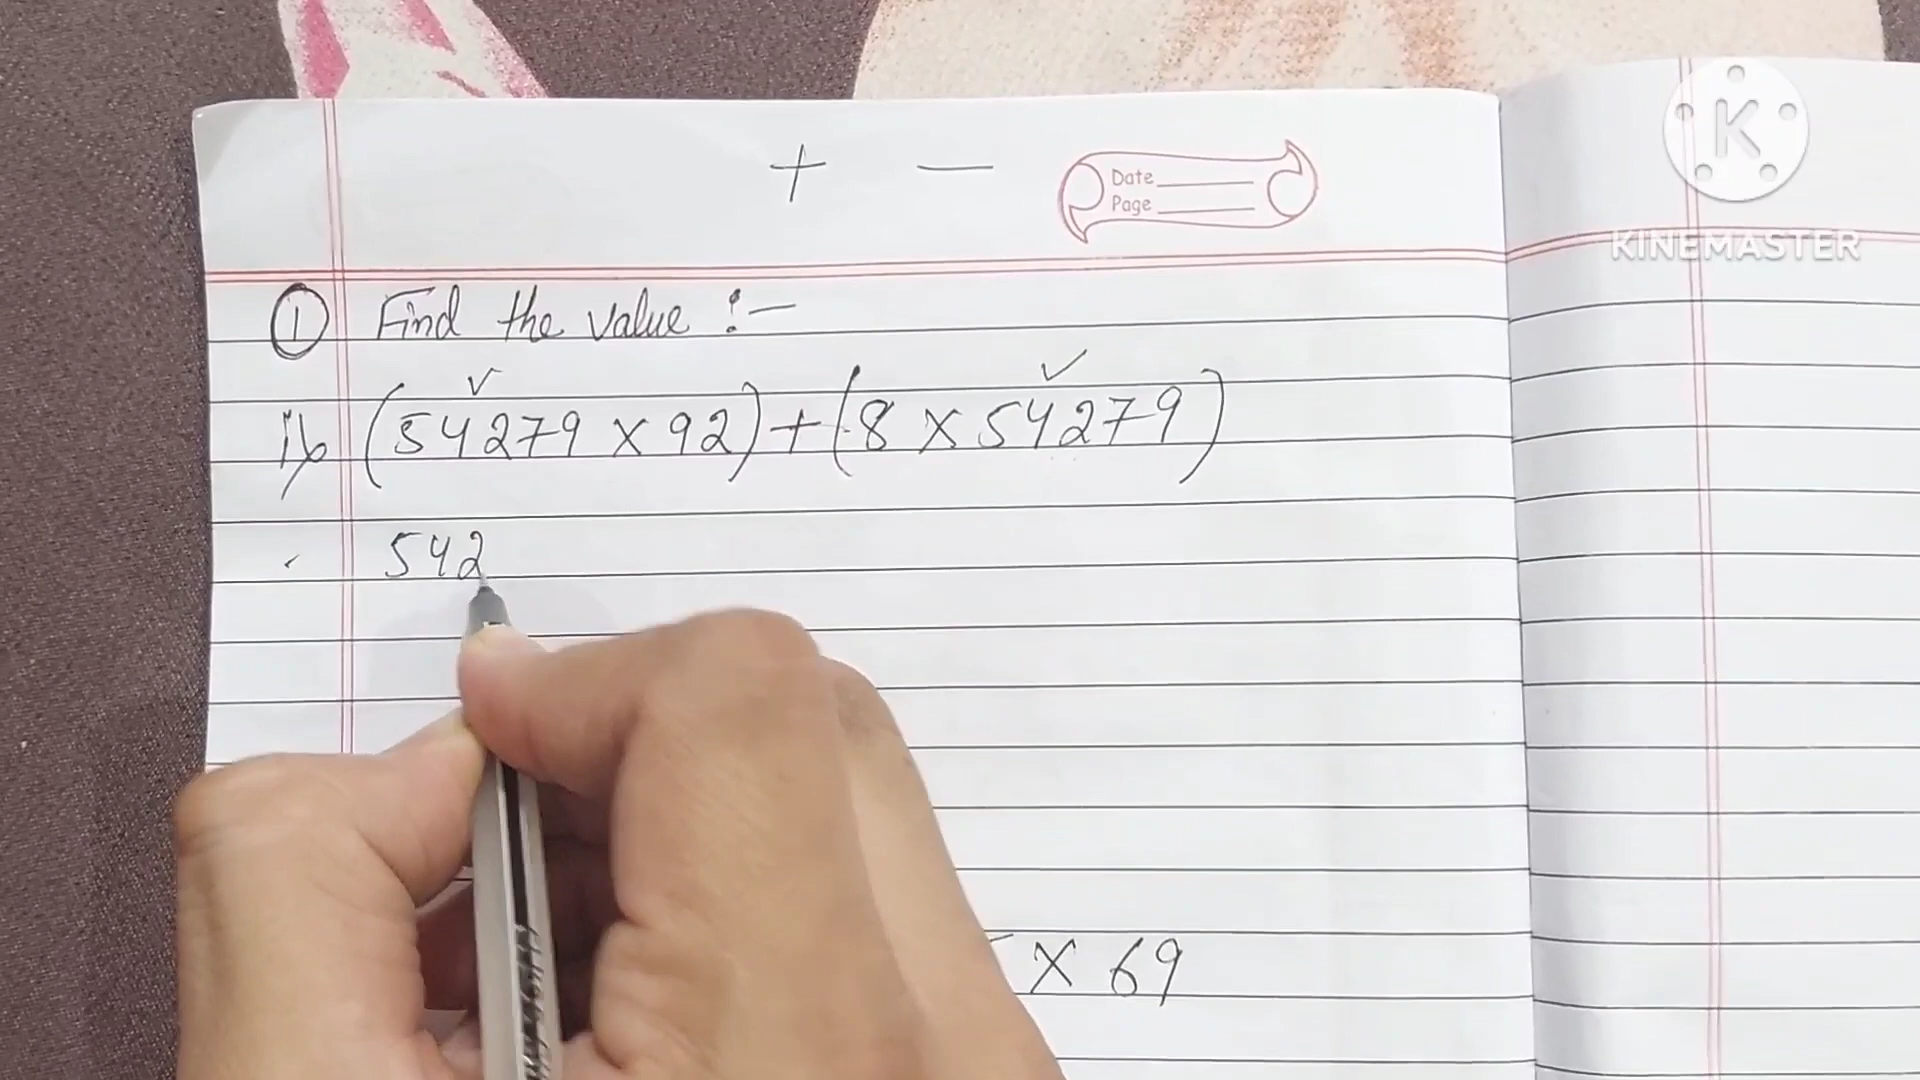 + −
Date
Page
K
KINEMASTER
① Find the value :-
(54279 X 92) + (8 X 54279)
542
X 69